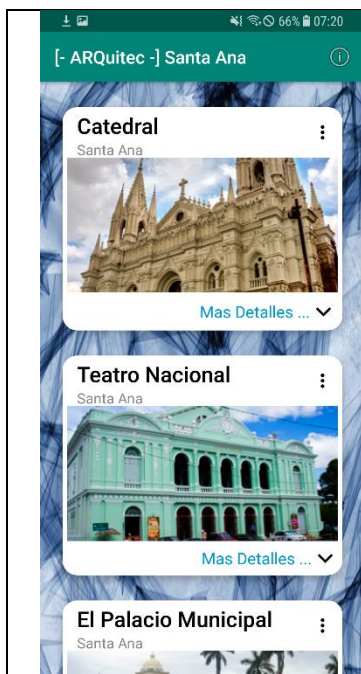 66% 07:20
[- ARQuitec -] Santa Ana
Catedral
Santa Ana
Mas Detalles ...
Teatro Nacional
Santa Ana
Mas Detalles ...
El Palacio Municipal
Santa Ana